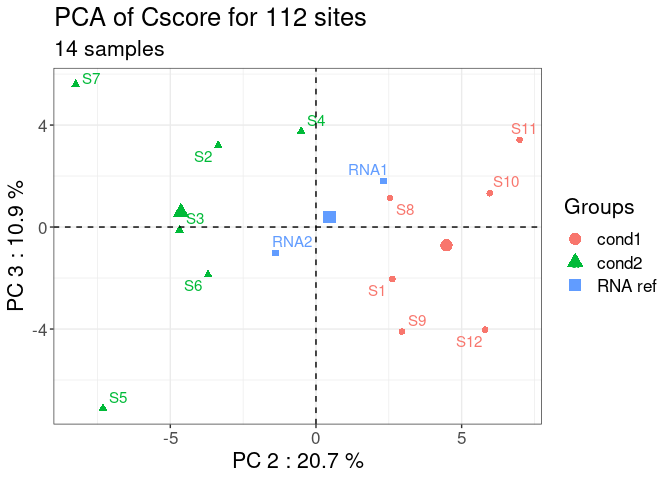 PCA of Cscore for 112 sites
14 samples
S7
S4
S11
S2
RNA1
S10
S8
S3
RNA2
S6
S1
S9
S12
S5
4
0
-4
-5
0
5
PC 3 : 10.9 %
PC 2 : 20.7 %
Groups
cond1
cond2
RNA ref